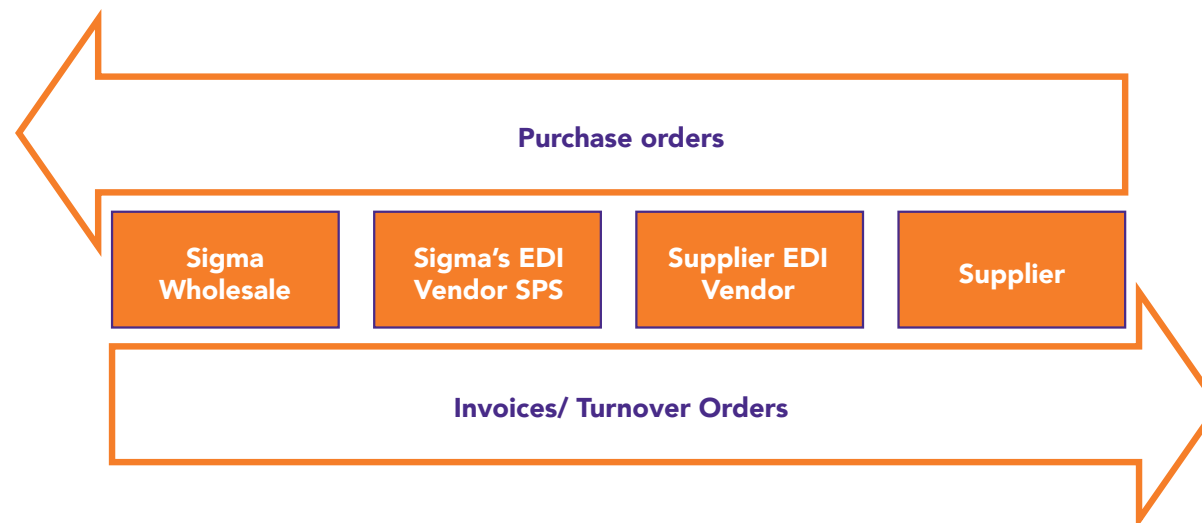 Purchase orders
Sigma
Wholesale
Sigma’s EDI
Vendor SPS
Supplier EDI
Vendor
Supplier
Invoices/ Turnover Orders